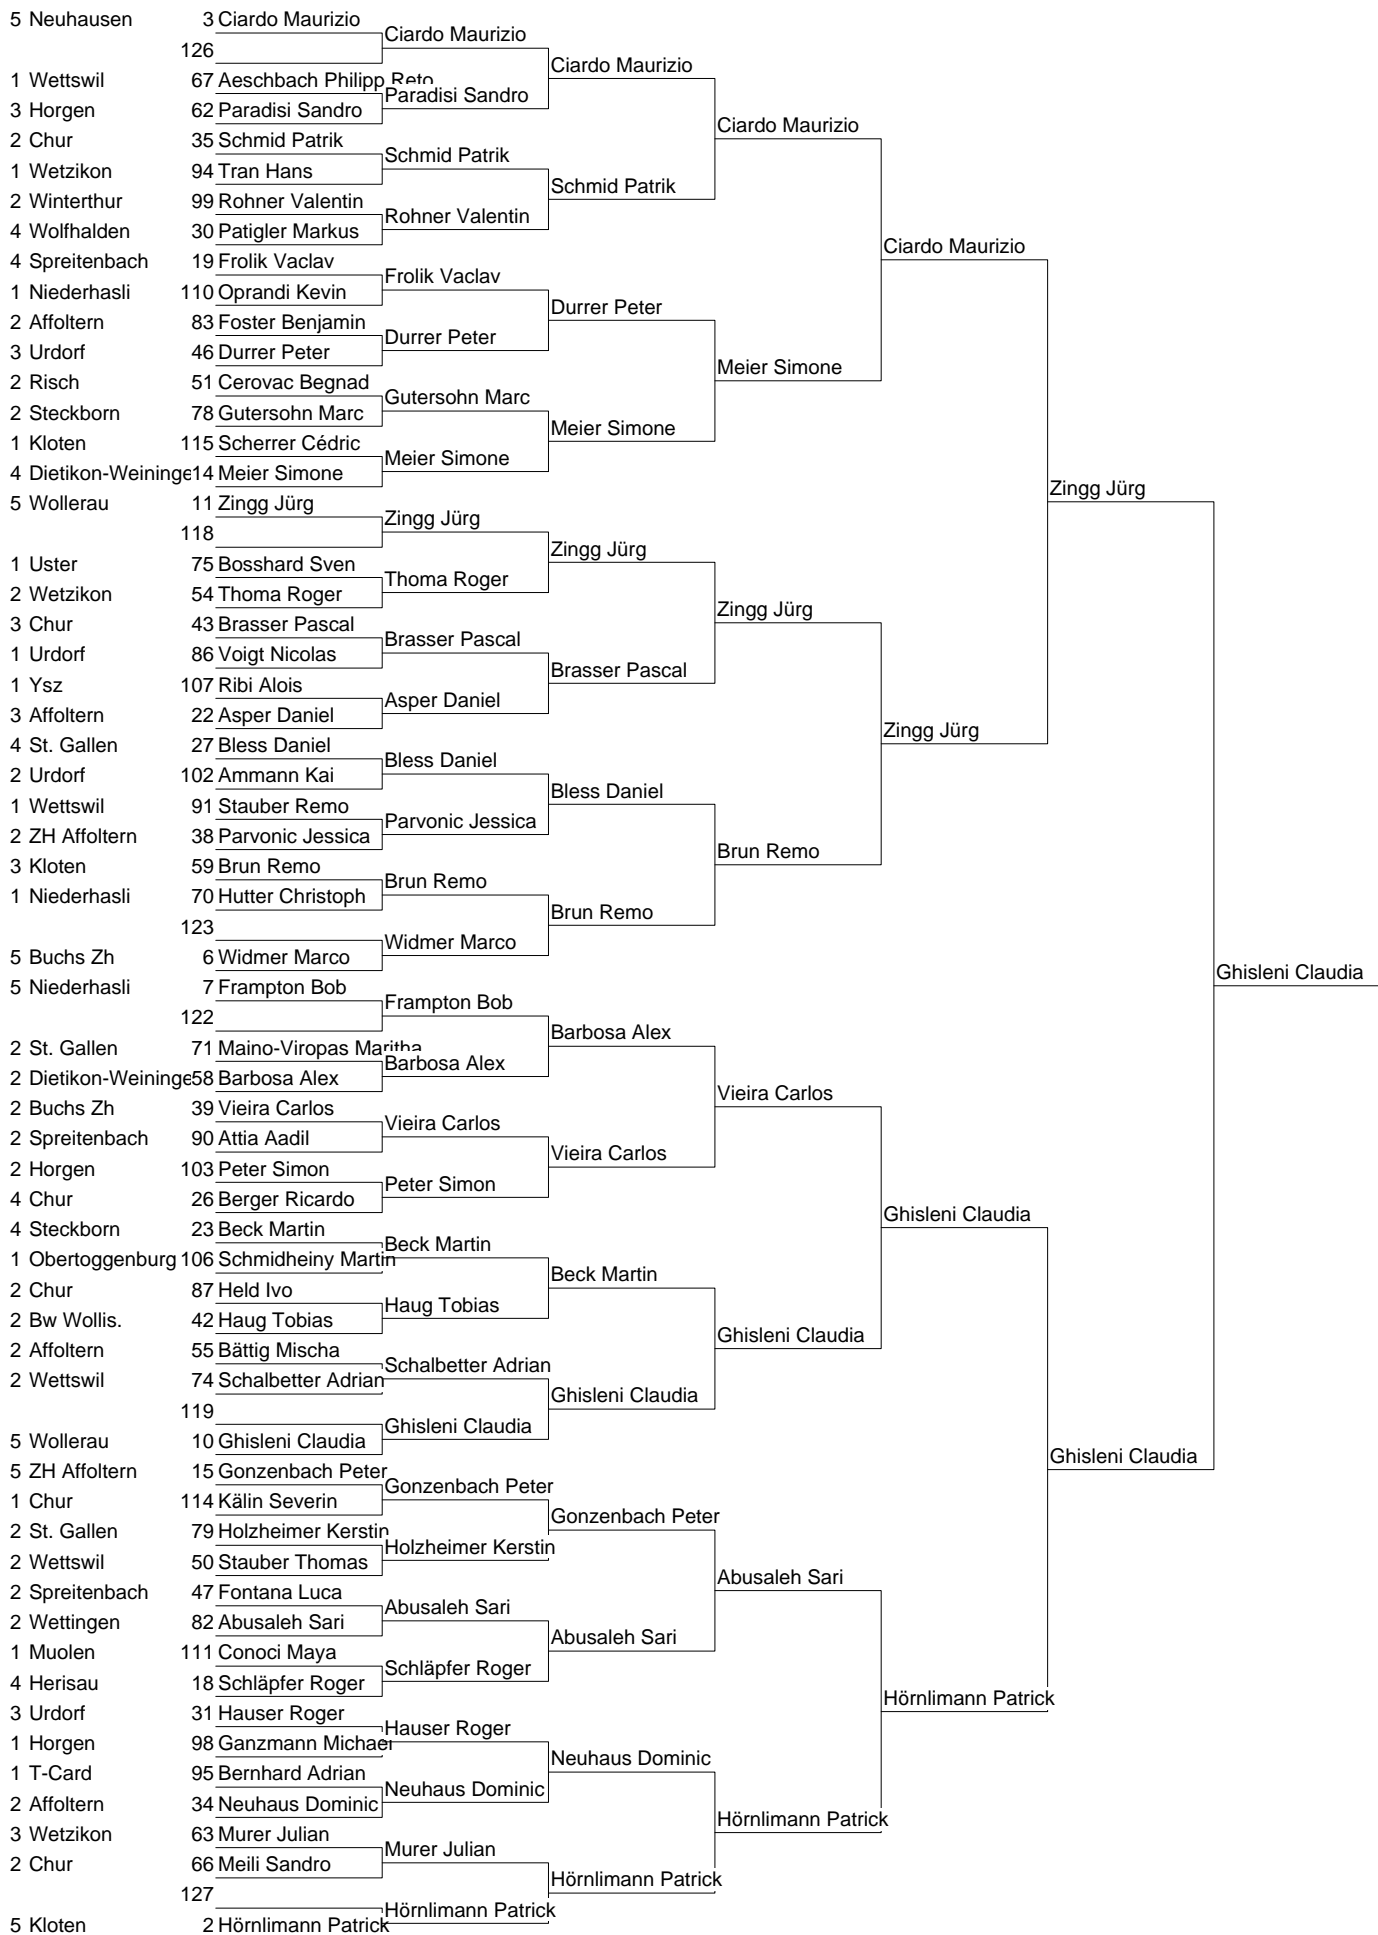 5 Neuhausen 3 Ciardo Maurizio
Ciardo Maurizio
126
Ciardo Maurizio
1 Wettswil 67 Aeschbach Philipp Reto
Paradisi Sandro
3 Horgen 62 Paradisi Sandro
Ciardo Maurizio
2 Chur 35 Schmid Patrik
Schmid Patrik
1 Wetzikon 94 Tran Hans
Schmid Patrik
2 Winterthur 99 Rohner Valentin
Rohner Valentin
4 Wolfhalden 30 Patigler Markus
Ciardo Maurizio
4 Spreitenbach 19 Frolik Vaclav
Frolik Vaclav
1 Niederhasli 110 Oprandi Kevin
Durrer Peter
2 Affoltern 83 Foster Benjamin
Durrer Peter
3 Urdorf 46 Durrer Peter
Meier Simone
2 Risch 51 Cerovac Begnad
Gutersohn Marc
2 Steckborn 78 Gutersohn Marc
Meier Simone
1 Kloten 115 Scherrer Cédric
Meier Simone
4 Dietikon-Weininge 14 Meier Simone
Zingg Jürg
5 Wollerau 11 Zingg Jürg
Zingg Jürg
118
Zingg Jürg
1 Uster 75 Bosshard Sven
Thoma Roger
2 Wetzikon 54 Thoma Roger
Zingg Jürg
3 Chur 43 Brasser Pascal
Brasser Pascal
1 Urdorf 86 Voigt Nicolas
Brasser Pascal
1 Ysz 107 Ribi Alois
Asper Daniel
3 Affoltern 22 Asper Daniel
Zingg Jürg
4 St. Gallen 27 Bless Daniel
Bless Daniel
2 Urdorf 102 Ammann Kai
Bless Daniel
1 Wettswil 91 Stauber Remo
Parvonic Jessica
2 ZH Affoltern 38 Parvonic Jessica
Brun Remo
3 Kloten 59 Brun Remo
Brun Remo
1 Niederhasli 70 Hutter Christoph
Brun Remo
123
Widmer Marco
5 Buchs Zh 6 Widmer Marco
Ghisleni Claudia
5 Niederhasli 7 Frampton Bob
Frampton Bob
122
Barbosa Alex
2 St. Gallen 71 Maino-Viropas Maritha
Barbosa Alex
2 Dietikon-Weininge 58 Barbosa Alex
Vieira Carlos
2 Buchs Zh 39 Vieira Carlos
Vieira Carlos
2 Spreitenbach 90 Attia Aadil
Vieira Carlos
2 Horgen 103 Peter Simon
Peter Simon
4 Chur 26 Berger Ricardo
Ghisleni Claudia
4 Steckborn 23 Beck Martin
Beck Martin
1 Obertoggenburg 106 Schmidheiny Martin
Beck Martin
2 Chur 87 Held Ivo
Haug Tobias
2 Bw Wollis. 42 Haug Tobias
Ghisleni Claudia
2 Affoltern 55 Bättig Mischa
Schalbetter Adrian
2 Wettswil 74 Schalbetter Adrian
Ghisleni Claudia
119
Ghisleni Claudia
5 Wollerau 10 Ghisleni Claudia
Ghisleni Claudia
5 ZH Affoltern 15 Gonzenbach Peter
Gonzenbach Peter
1 Chur 114 Kälin Severin
Gonzenbach Peter
2 St. Gallen 79 Holzheimer Kerstin
Holzheimer Kerstin
2 Wettswil 50 Stauber Thomas
Abusaleh Sari
2 Spreitenbach 47 Fontana Luca
Abusaleh Sari
2 Wettingen 82 Abusaleh Sari
Abusaleh Sari
1 Muolen 111 Conoci Maya
Schläpfer Roger
4 Herisau 18 Schläpfer Roger
Hörnlimann Patrick
3 Urdorf 31 Hauser Roger
Hauser Roger
1 Horgen 98 Ganzmann Michael
Neuhaus Dominic
1 T-Card 95 Bernhard Adrian
Neuhaus Dominic
2 Affoltern 34 Neuhaus Dominic
Hörnlimann Patrick
3 Wetzikon 63 Murer Julian
Murer Julian
2 Chur 66 Meili Sandro
Hörnlimann Patrick
127
Hörnlimann Patrick
5 Kloten 2 Hörnlimann Patrick